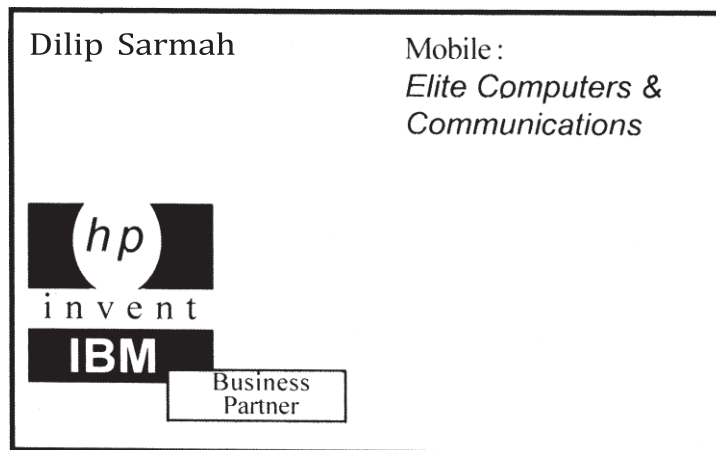 Dilip Sarmah
Mobile :
Elite Computers &
Communications
hp
invent
IBM
Business
Partner